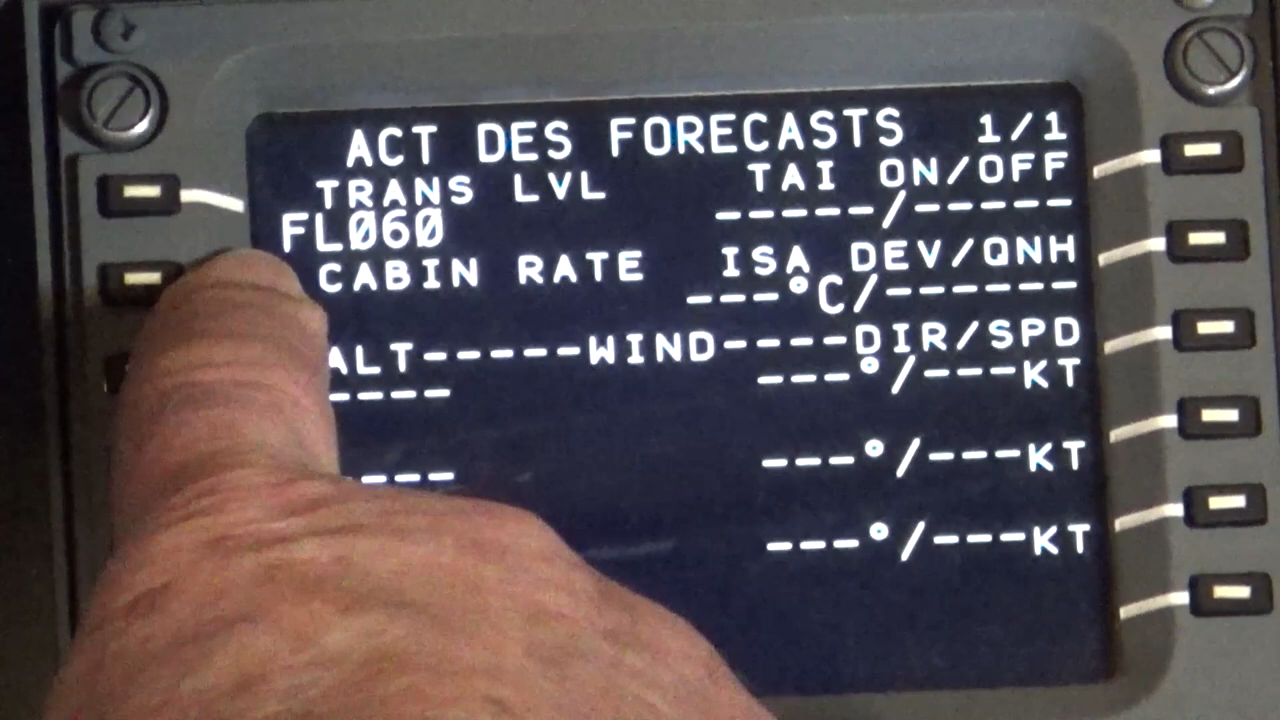 ACT DES FORECASTS 1/1
TRANS LVL TAI ON/OFF
FL060 -----/-----
CABIN RATE ISA DEV/QNH
---°C/------
ALT-----WIND----DIR/SPD
---- ---°/---KT
---- ---°/---KT
---°/---KT